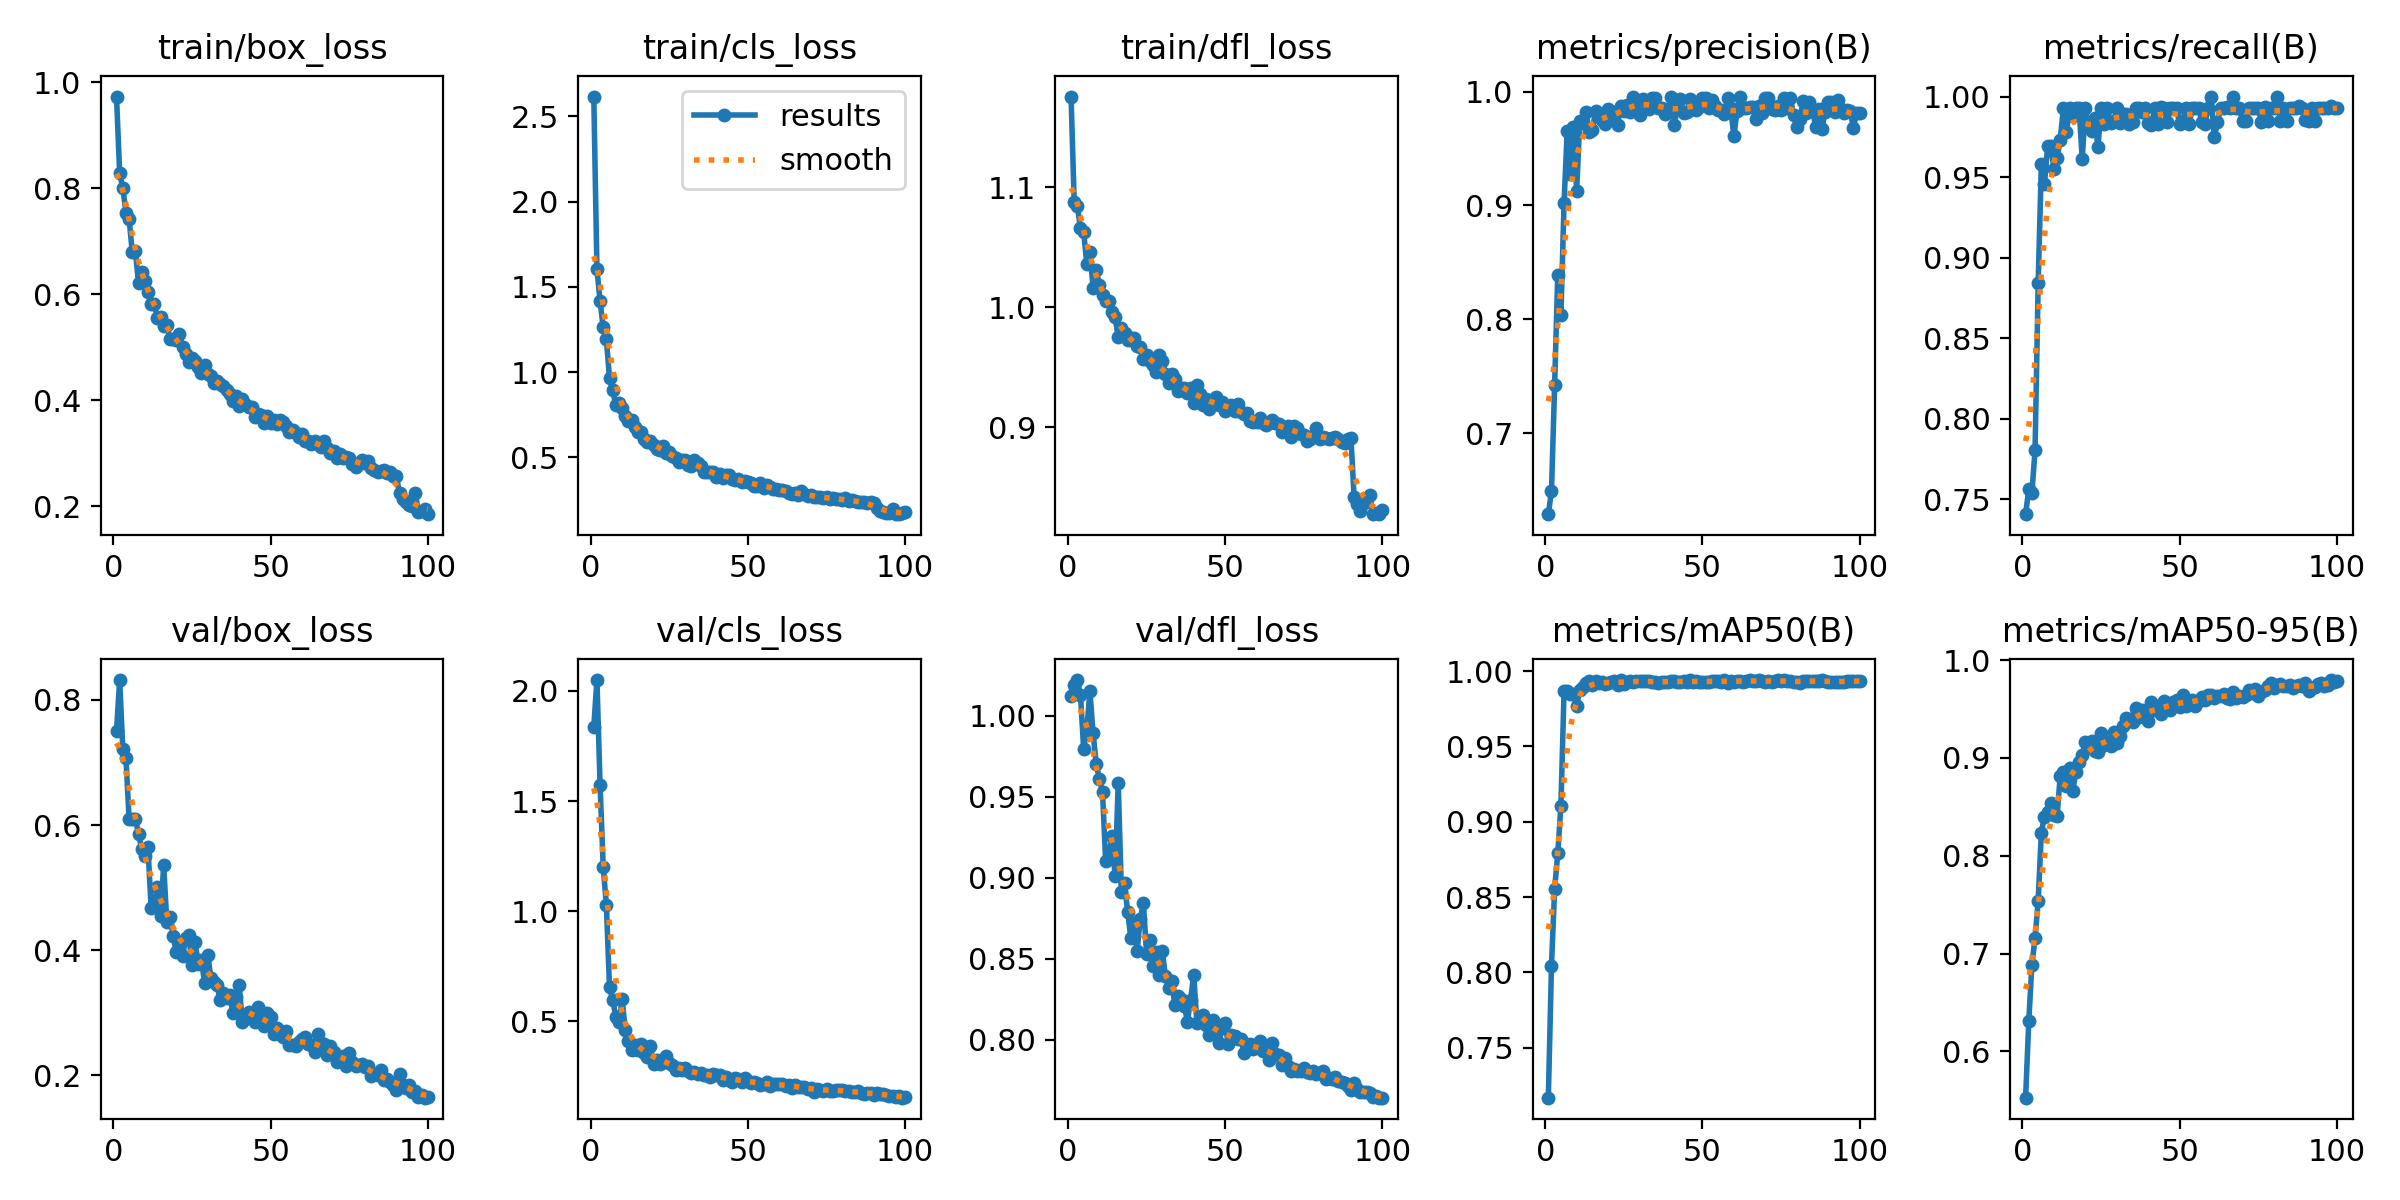 train/box_loss
1.0
0.8
0.6
0.4
0.2
0 50 100
train/cls_loss
results
smooth
2.5
2.0
1.5
1.0
0.5
0 50 100
train/dfl_loss
1.1
1.0
0.9
0 50 100
metrics/precision(B)
1.0
0.9
0.8
0.7
0 50 100
metrics/recall(B)
1.00
0.95
0.90
0.85
0.80
0.75
0 50 100
val/box_loss
0.8
0.6
0.4
0.2
0 50 100
val/cls_loss
2.0
1.5
1.0
0.5
0 50 100
val/dfl_loss
1.00
0.95
0.90
0.85
0.80
0 50 100
metrics/mAP50(B)
1.00
0.95
0.90
0.85
0.80
0.75
0 50 100
metrics/mAP50-95(B)
1.0
0.9
0.8
0.7
0.6
0 50 100